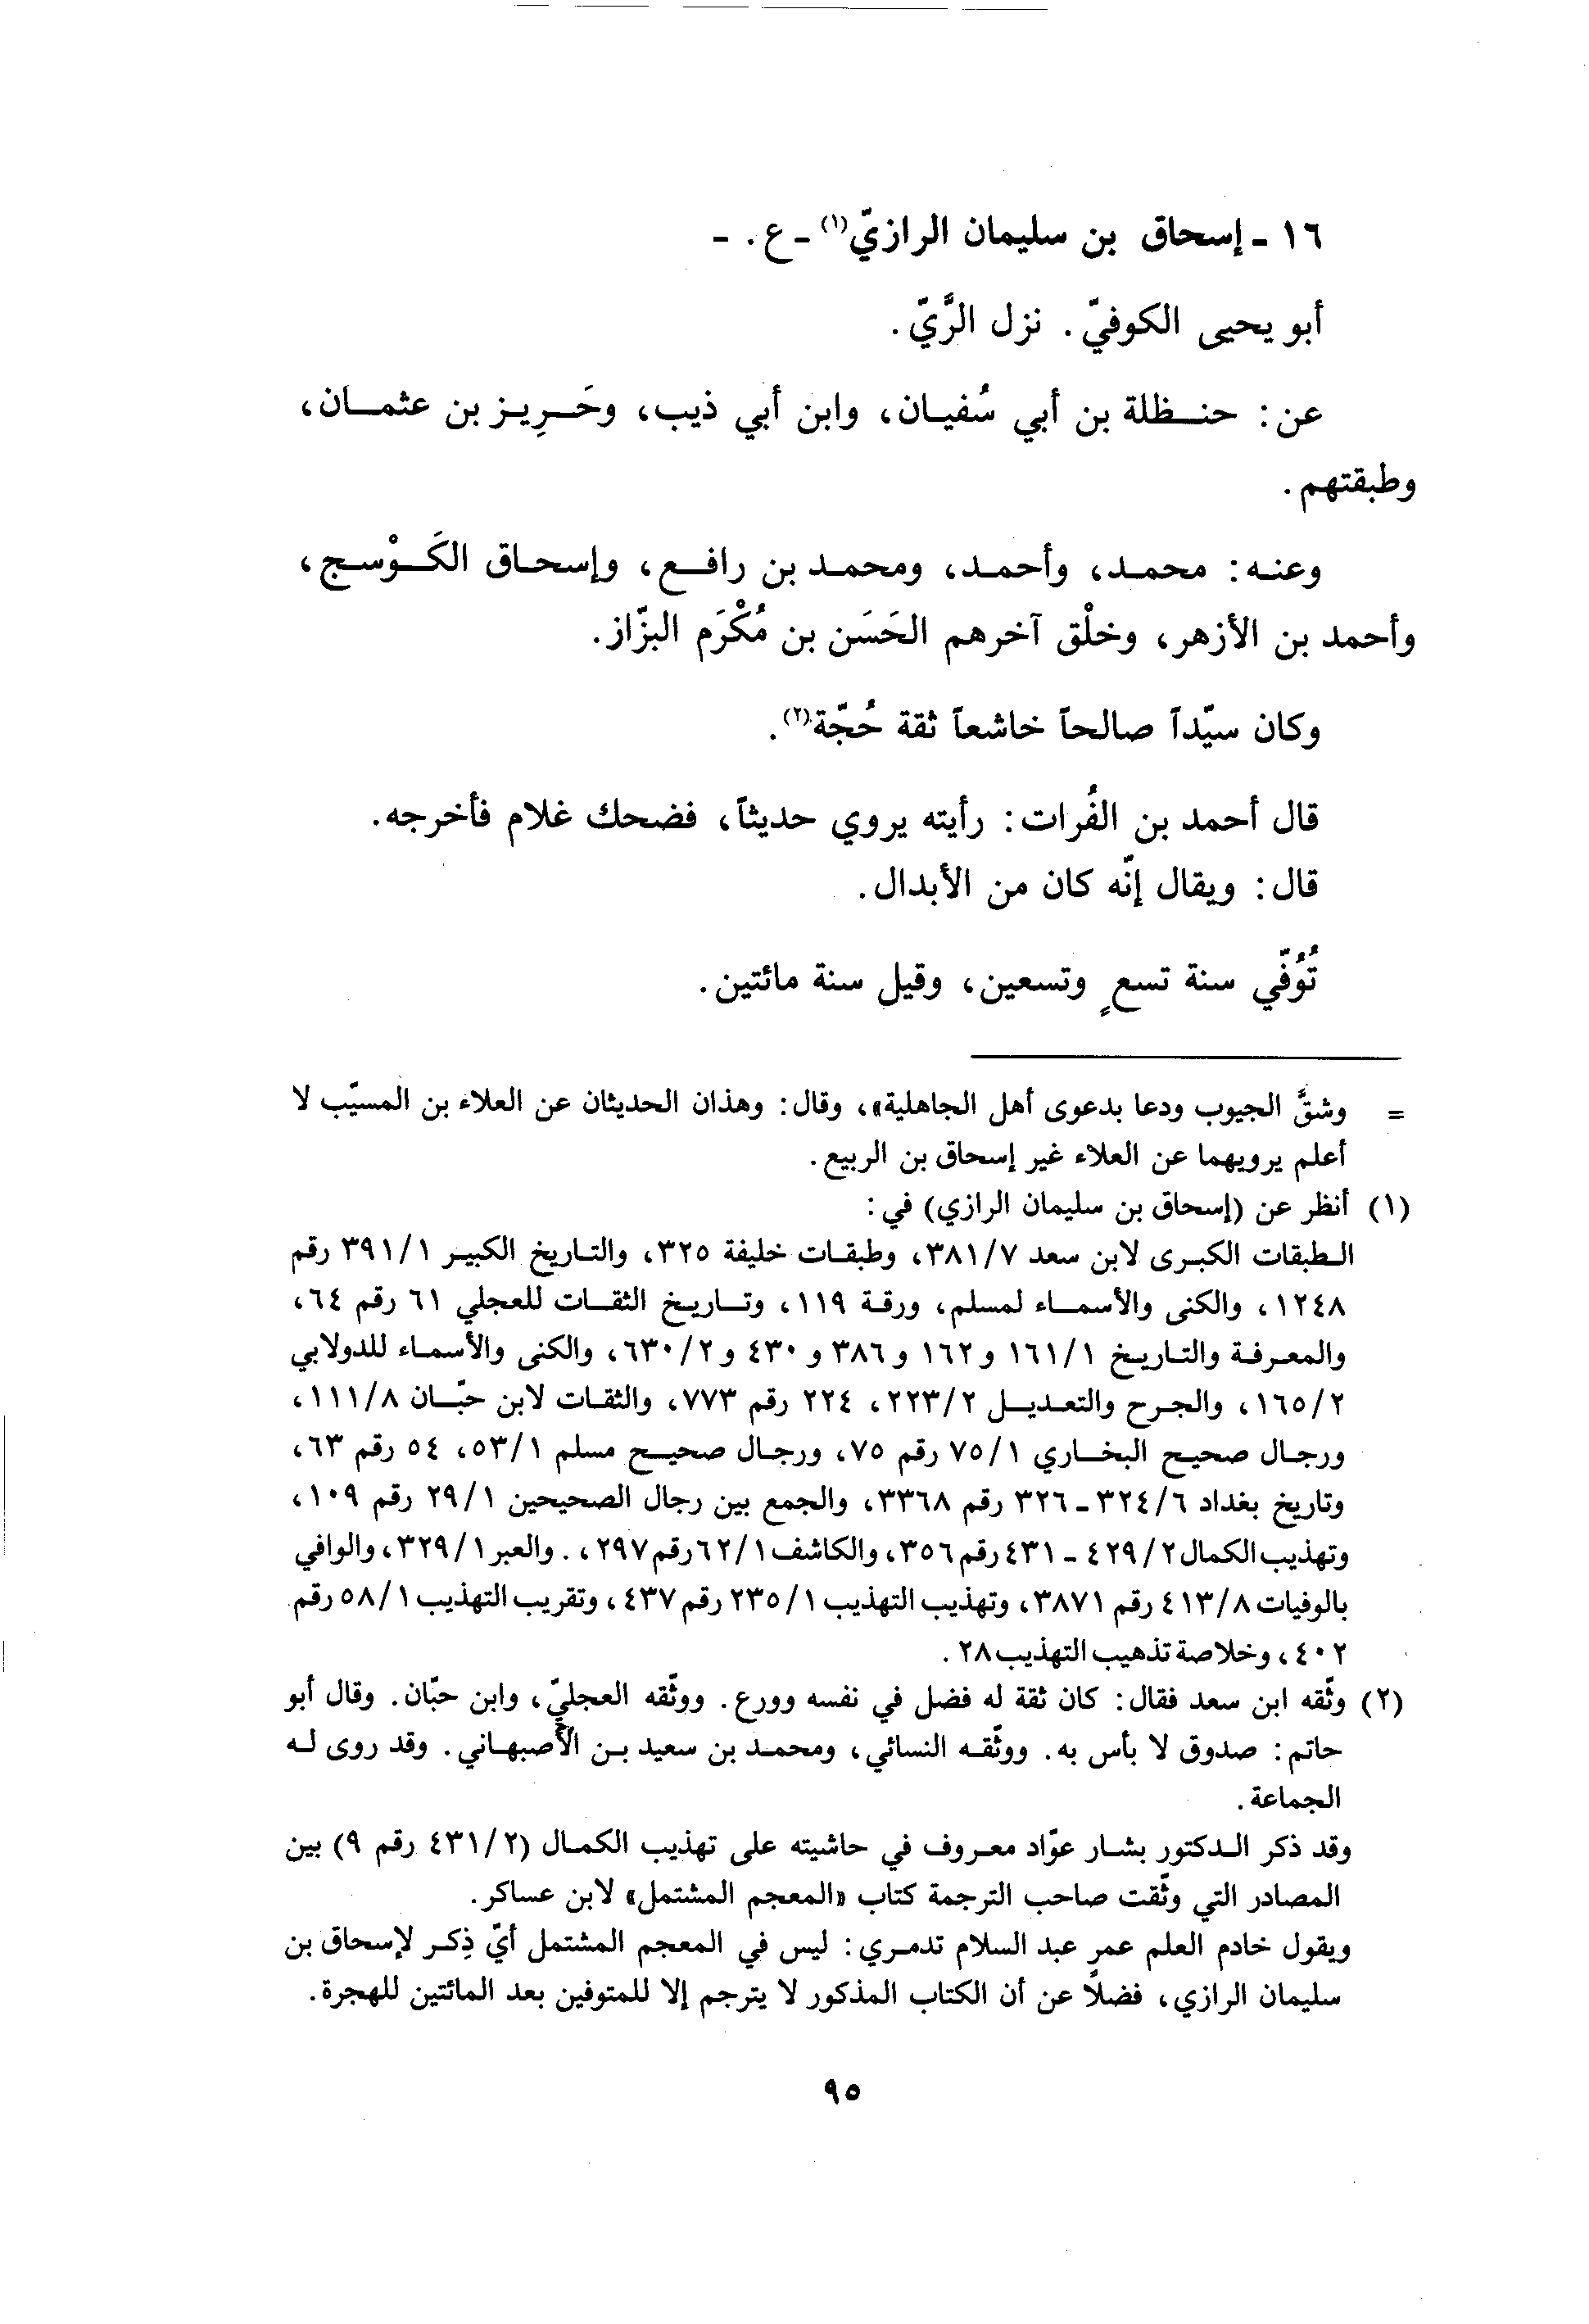 ١٦ - إسحاق بن سليمان الرازيّ(١) - ع. -
أبو يحيى الكوفيّ. نزل الرَّيّ.
عن: حنظلة بن أبي سُفيان، وابن أبي ذيب، وحَرِيز بن عثمان،
وطبقتهم.
وعنه: محمد، وأحمد، ومحمد بن رافع، وإسحاق الكَوْسج،
وأحمد بن الأزهر، وخلْق آخرهم الحَسَن بن مُكْرَم البزّاز.
وكان سيّداً صالحاً خاشعاً ثقة حُجّة(٢).
قال أحمد بن الفُرات: رأيته يروي حديثاً، فضحك غلام فأخرجه.
قال: ويقال إنّه كان من الأبدال.
تُوُفّي سنة تسعٍ وتسعين، وقيل سنة مائتين.
= وشقَّ الجيوب ودعا بدعوى أهل الجاهلية»، وقال: وهذان الحديثان عن العلاء بن المسيّب لا
أعلم يرويهما عن العلاء غير إسحاق بن الربيع.
(١) أنظر عن (إسحاق بن سليمان الرازي) في:
الطبقات الكبرى لابن سعد ٣٨١/٧، وطبقات خليفة ٣٢٥، والتاريخ الكبير ٣٩١/١ رقم
١٢٤٨، والكنى والأسماء لمسلم، ورقة ١١٩، وتاريخ الثقات للعجلي ٦١ رقم ٦٤،
والمعرفة والتاريخ ١٦١/١ و١٦٢ و٣٨٦ و ٤٣٠ و٦٣٠/٢، والكنى والأسماء للدولابي
١٦٥/٢، والجرح والتعديل ٢٢٣/٢، ٢٢٤ رقم ٧٧٣، والثقات لابن حبّان ١١١/٨،
ورجال صحيح البخاري ٧٥/١ رقم ٧٥، ورجال صحيح مسلم ٥٣/١، ٥٤ رقم ٦٣،
وتاريخ بغداد ٣٢٤/٦ - ٣٢٦ رقم ٣٣٦٨، والجمع بين رجال الصحيحين ٢٩/١ رقم ١٠٩،
وتهذيب الكمال ٤٢٩/٢ - ٤٣١ رقم ٣٥٦، والكاشف ٦٢/١ رقم ٢٩٧، . والعبر ٣٢٩/١، والوافي
بالوفيات ٤١٣/٨ رقم ٣٨٧١، وتهذيب التهذيب ٢٣٥/١ رقم ٤٣٧، وتقريب التهذيب ٥٨/١ رقم
٤٠٢، وخلاصة تذهيب التهذيب ٢٨.
(٢) وثّقه ابن سعد فقال: كان ثقة له فضل في نفسه وورع. ووثّقه العجليّ، وابن حبّان. وقال أبو
حاتم: صدوق لا بأس به. ووثّقه النسائي، ومحمد بن سعيد بن الأصبهاني. وقد روى له
الجماعة.
وقد ذكر الدكتور بشار عوّاد معروف في حاشيته على تهذيب الكمال (٤٣١/٢ رقم ٩) بين
المصادر التي وثّقت صاحب الترجمة كتاب «المعجم المشتمل» لابن عساكر.
ويقول خادم العلم عمر عبد السلام تدمري: ليس في المعجم المشتمل أيّ ذِكر لإسحاق بن
سليمان الرازي، فضلًا عن أن الكتاب المذكور لا يترجم إلا للمتوفين بعد المائتين للهجرة.
٩٥